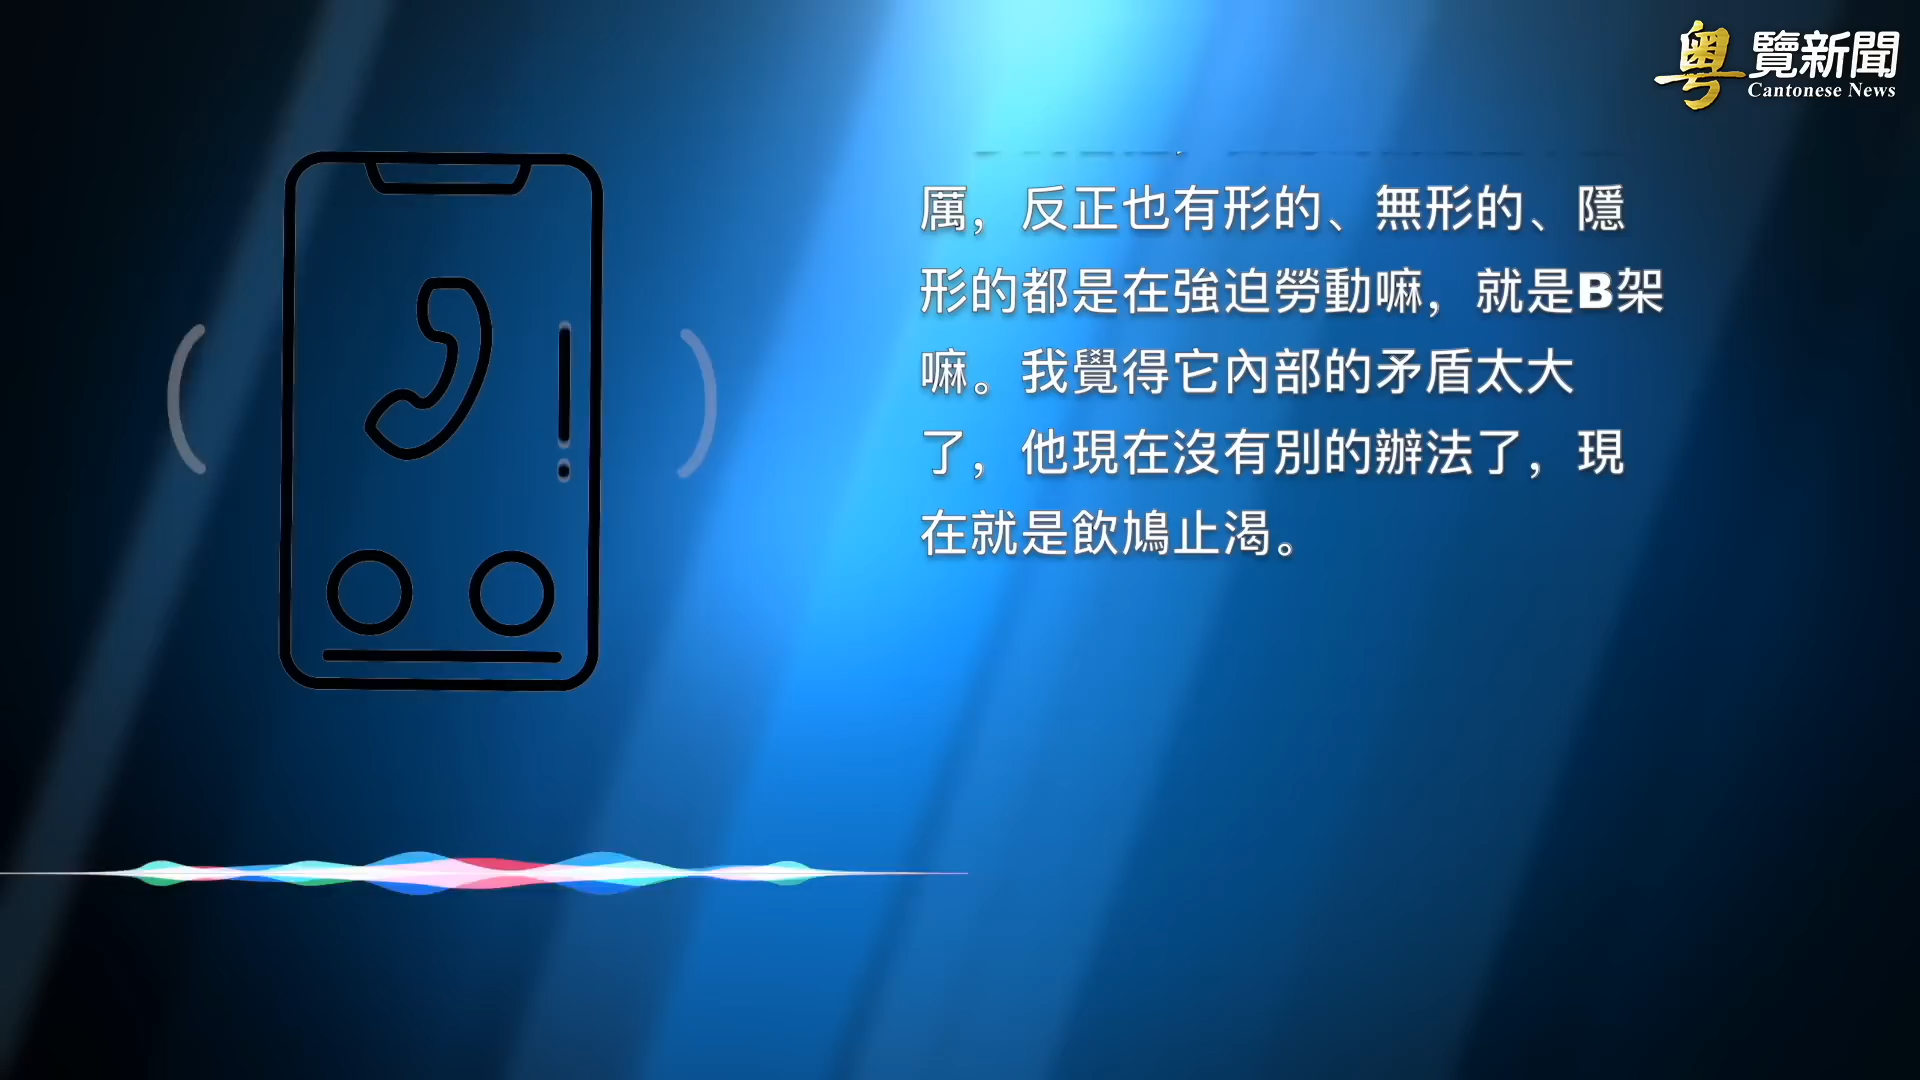 粤覽新聞
Cantonese News
厲，反正也有形的、無形的、隱
形的都是在強迫勞動嘛，就是B架
嘛。我覺得它內部的矛盾太大
了，他現在沒有別的辦法了，現
在就是飲鴆止渴。